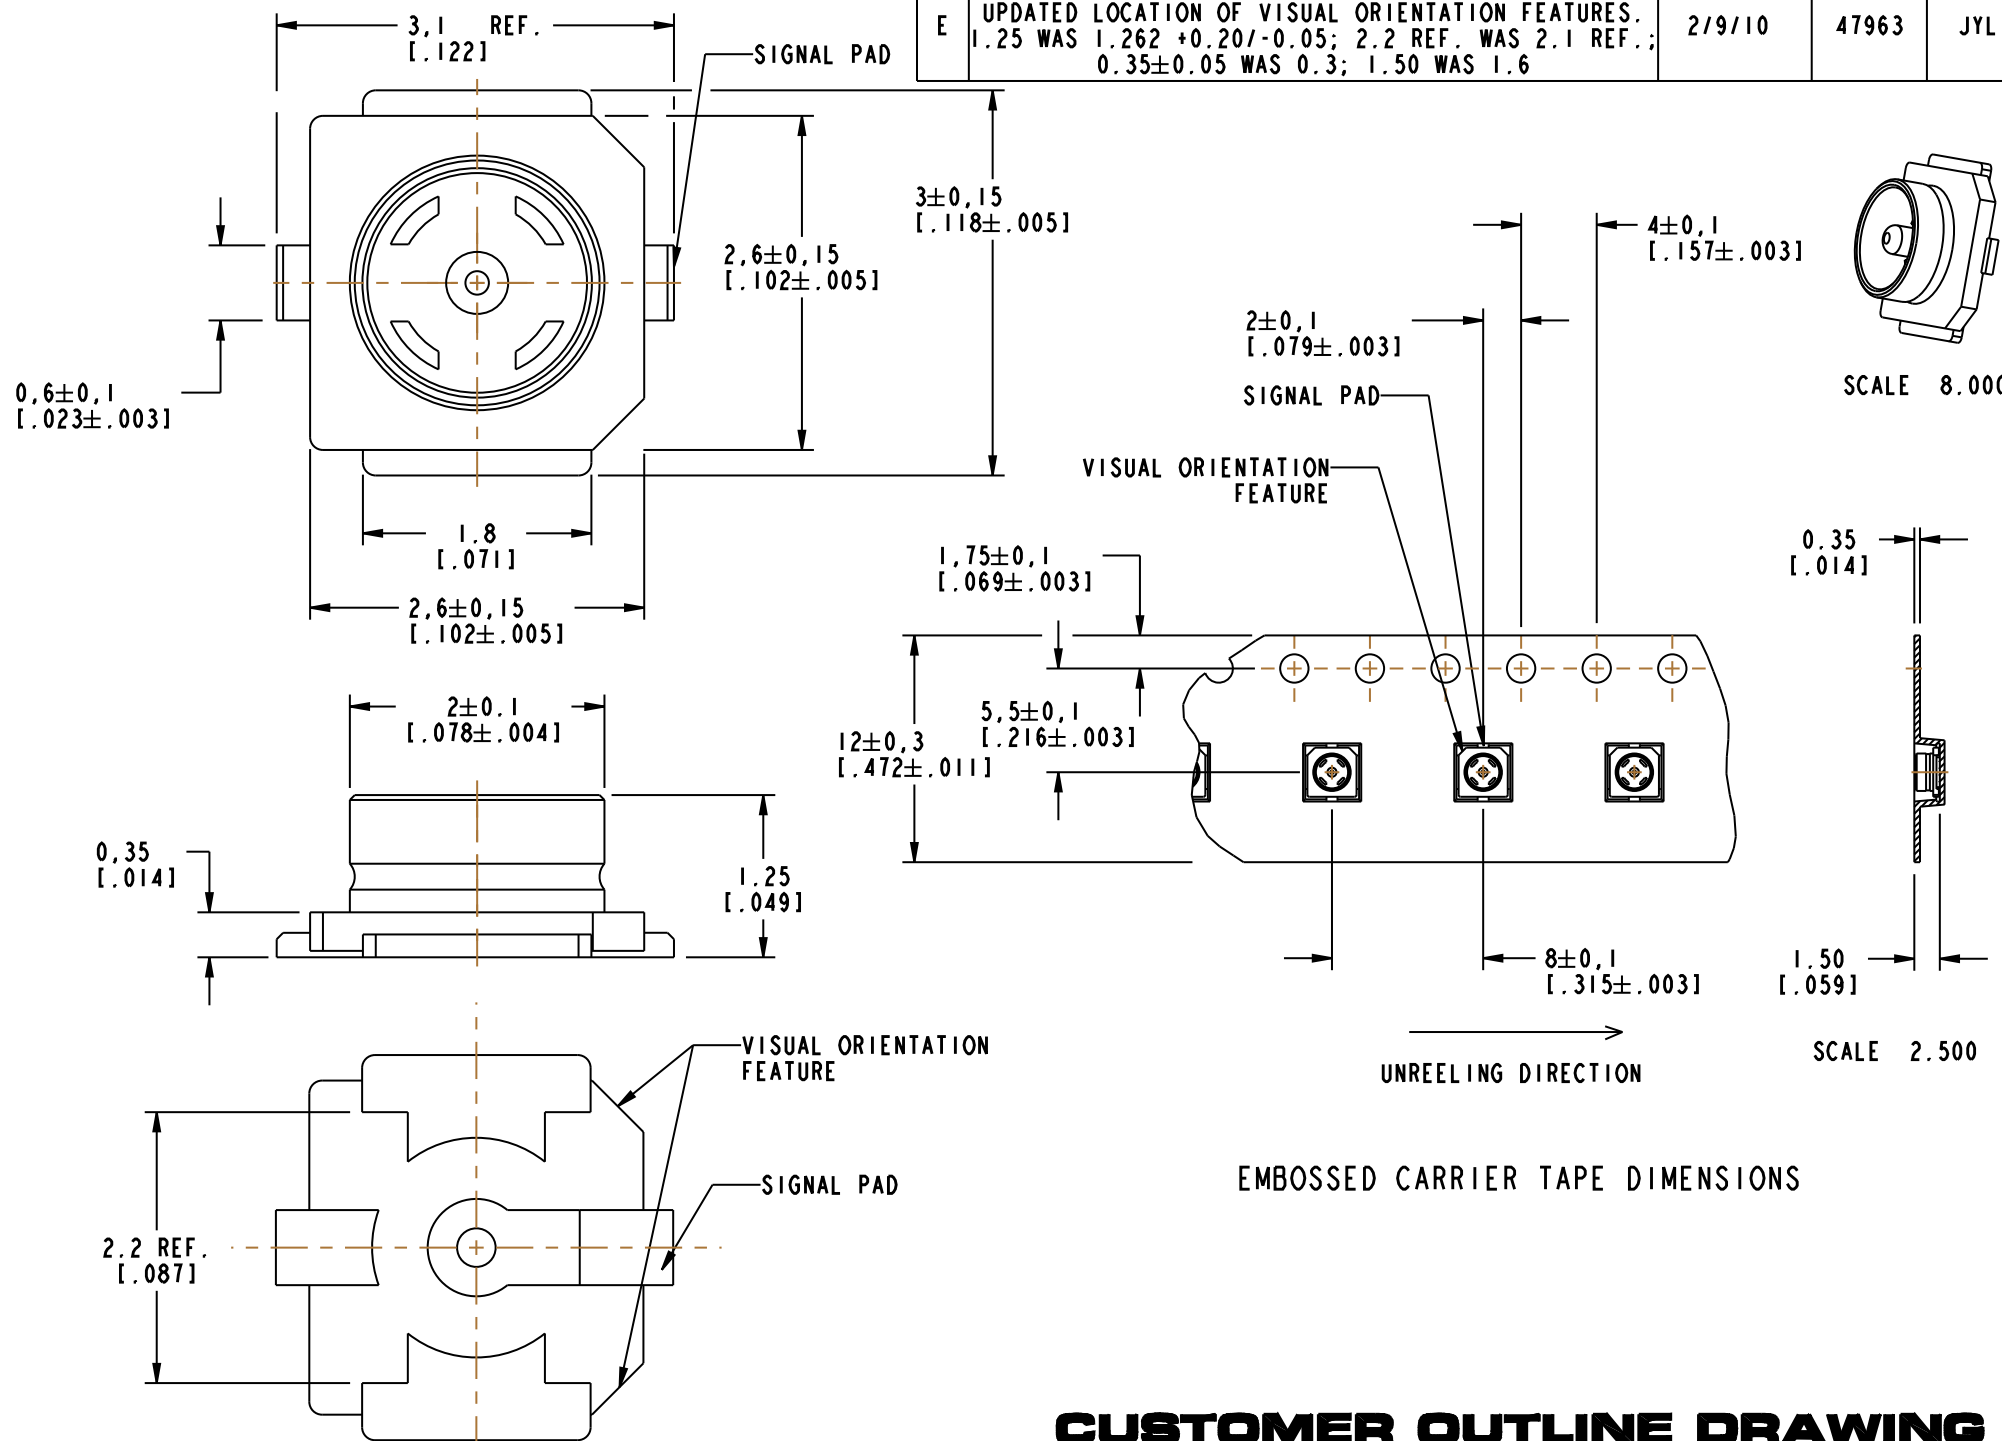 E
UPDATED LOCATION OF VISUAL ORIENTATION FEATURES.
1.25 WAS 1.262 +0.20/-0.05; 2.2 REF. WAS 2.1 REF.;
0.35±0.05 WAS 0.3; 1.50 WAS 1.6
2/9/10
47963
JYL
3,1 REF.
[.122]
SIGNAL PAD
3±0,15
[.118±.005]
2,6±0,15
[.102±.005]
0,6±0,1
[.023±.003]
1.8
[.071]
2,6±0,15
[.102±.005]
4±0,1
[.157±.003]
2±0,1
[.079±.003]
SIGNAL PAD
VISUAL ORIENTATION
FEATURE
SCALE 8.000
1,75±0,1
[.069±.003]
0.35
[.014]
5,5±0,1
[.216±.003]
12±0,3
[.472±.011]
8±0,1
[.315±.003]
1.50
[.059]
UNREELING DIRECTION
SCALE 2.500
EMBOSSED CARRIER TAPE DIMENSIONS
2±0.1
[.078±.004]
0,35
[.014]
1.25
[.049]
VISUAL ORIENTATION
FEATURE
SIGNAL PAD
2.2 REF.
[.087]
CUSTOMER OUTLINE DRAWING